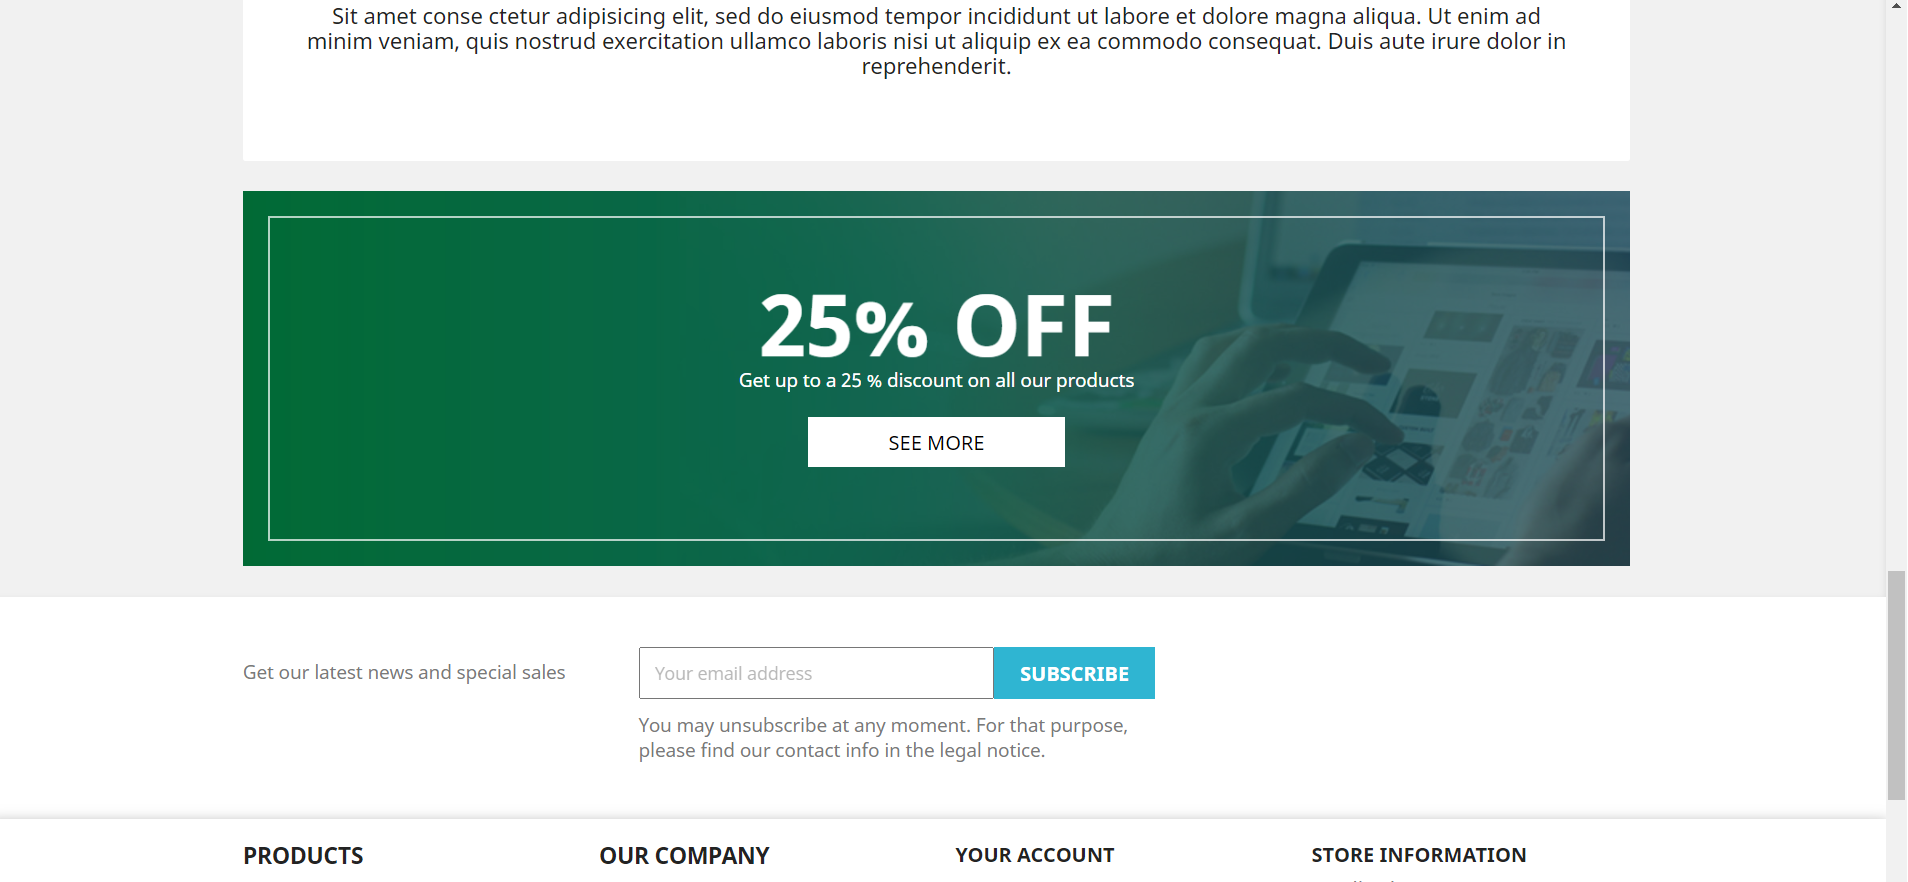 Sit amet conse ctetur adipisicing elit, sed do eiusmod tempor incididunt ut labore et dolore magna aliqua. Ut enim ad
minim veniam, quis nostrud exercitation ullamco laboris nisi ut aliquip ex ea commodo consequat. Duis aute irure dolor in
reprehenderit.
25% OFF
Get up to a 25 % discount on all our products
SEE MORE
Get our latest news and special sales
Your email address
SUBSCRIBE
You may unsubscribe at any moment. For that purpose,
please find our contact info in the legal notice.
PRODUCTS
OUR COMPANY
YOUR ACCOUNT
STORE INFORMATION